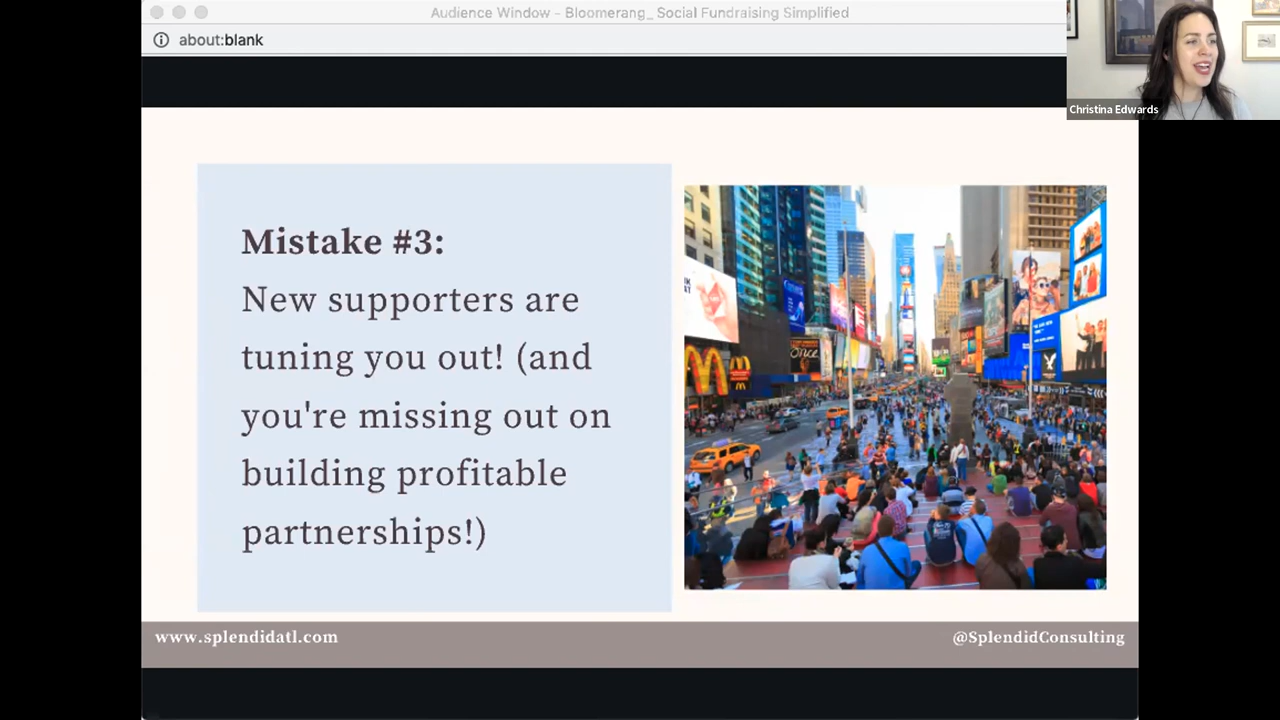 Audience Window - Bloomerang_ Social Fundraising Simplified
about:blank
Christina Edwards
Mistake #3:
New supporters are
tuning you out! (and
you're missing out on
building profitable
partnerships!)
www.splendidatl.com
@SplendidConsulting